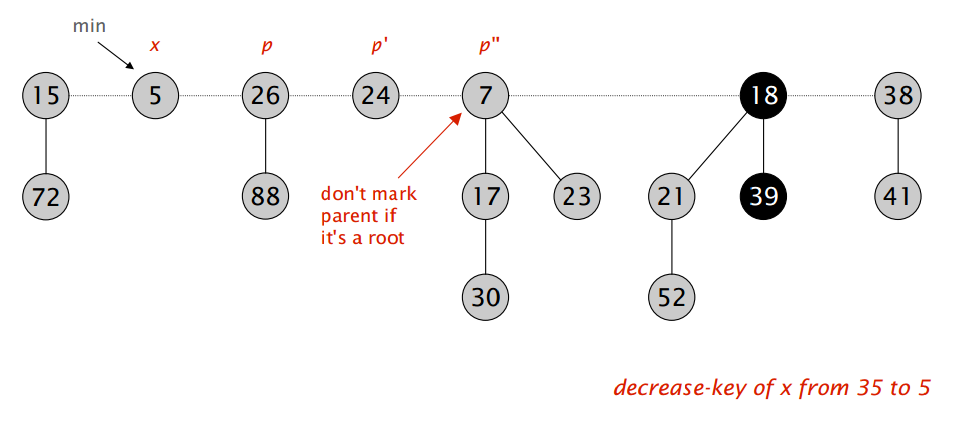 min
x p p' p"
15 5 26 24 7 18 38
72 88 17 23 21 39 41
don't mark
parent if
it's a root
30 52
decrease-key of x from 35 to 5